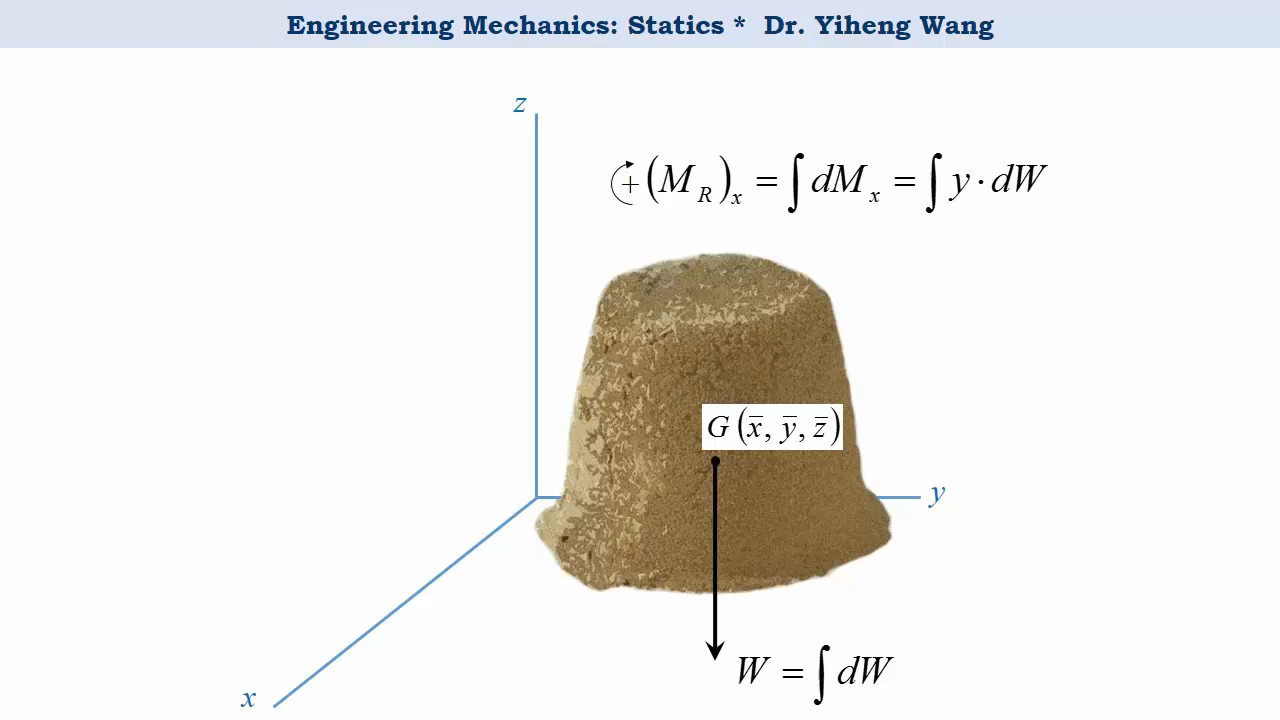 Engineering Mechanics: Statics * Dr. Yiheng Wang
z
+ (M_R)_x = ∫ dM_x = ∫ y · dW
G (x̅, y̅, z̅)
y
W = ∫ dW
x